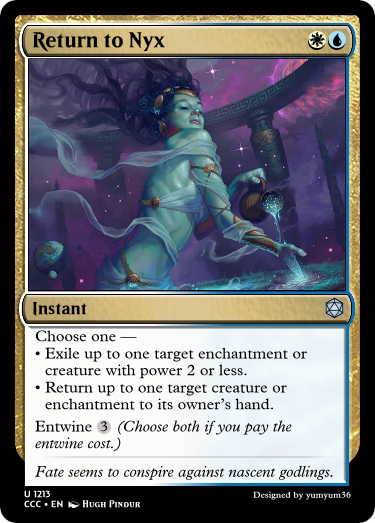 Return to Nyx
Instant
Choose one —
• Exile up to one target enchantment or
creature with power 2 or less.
• Return up to one target creature or
enchantment to its owner's hand.
Entwine 3 (Choose both if you pay the
entwine cost.)
Fate seems to conspire against nascent godlings.
U 1213
CCC • EN Hugh Pindur
Designed by yumyum36